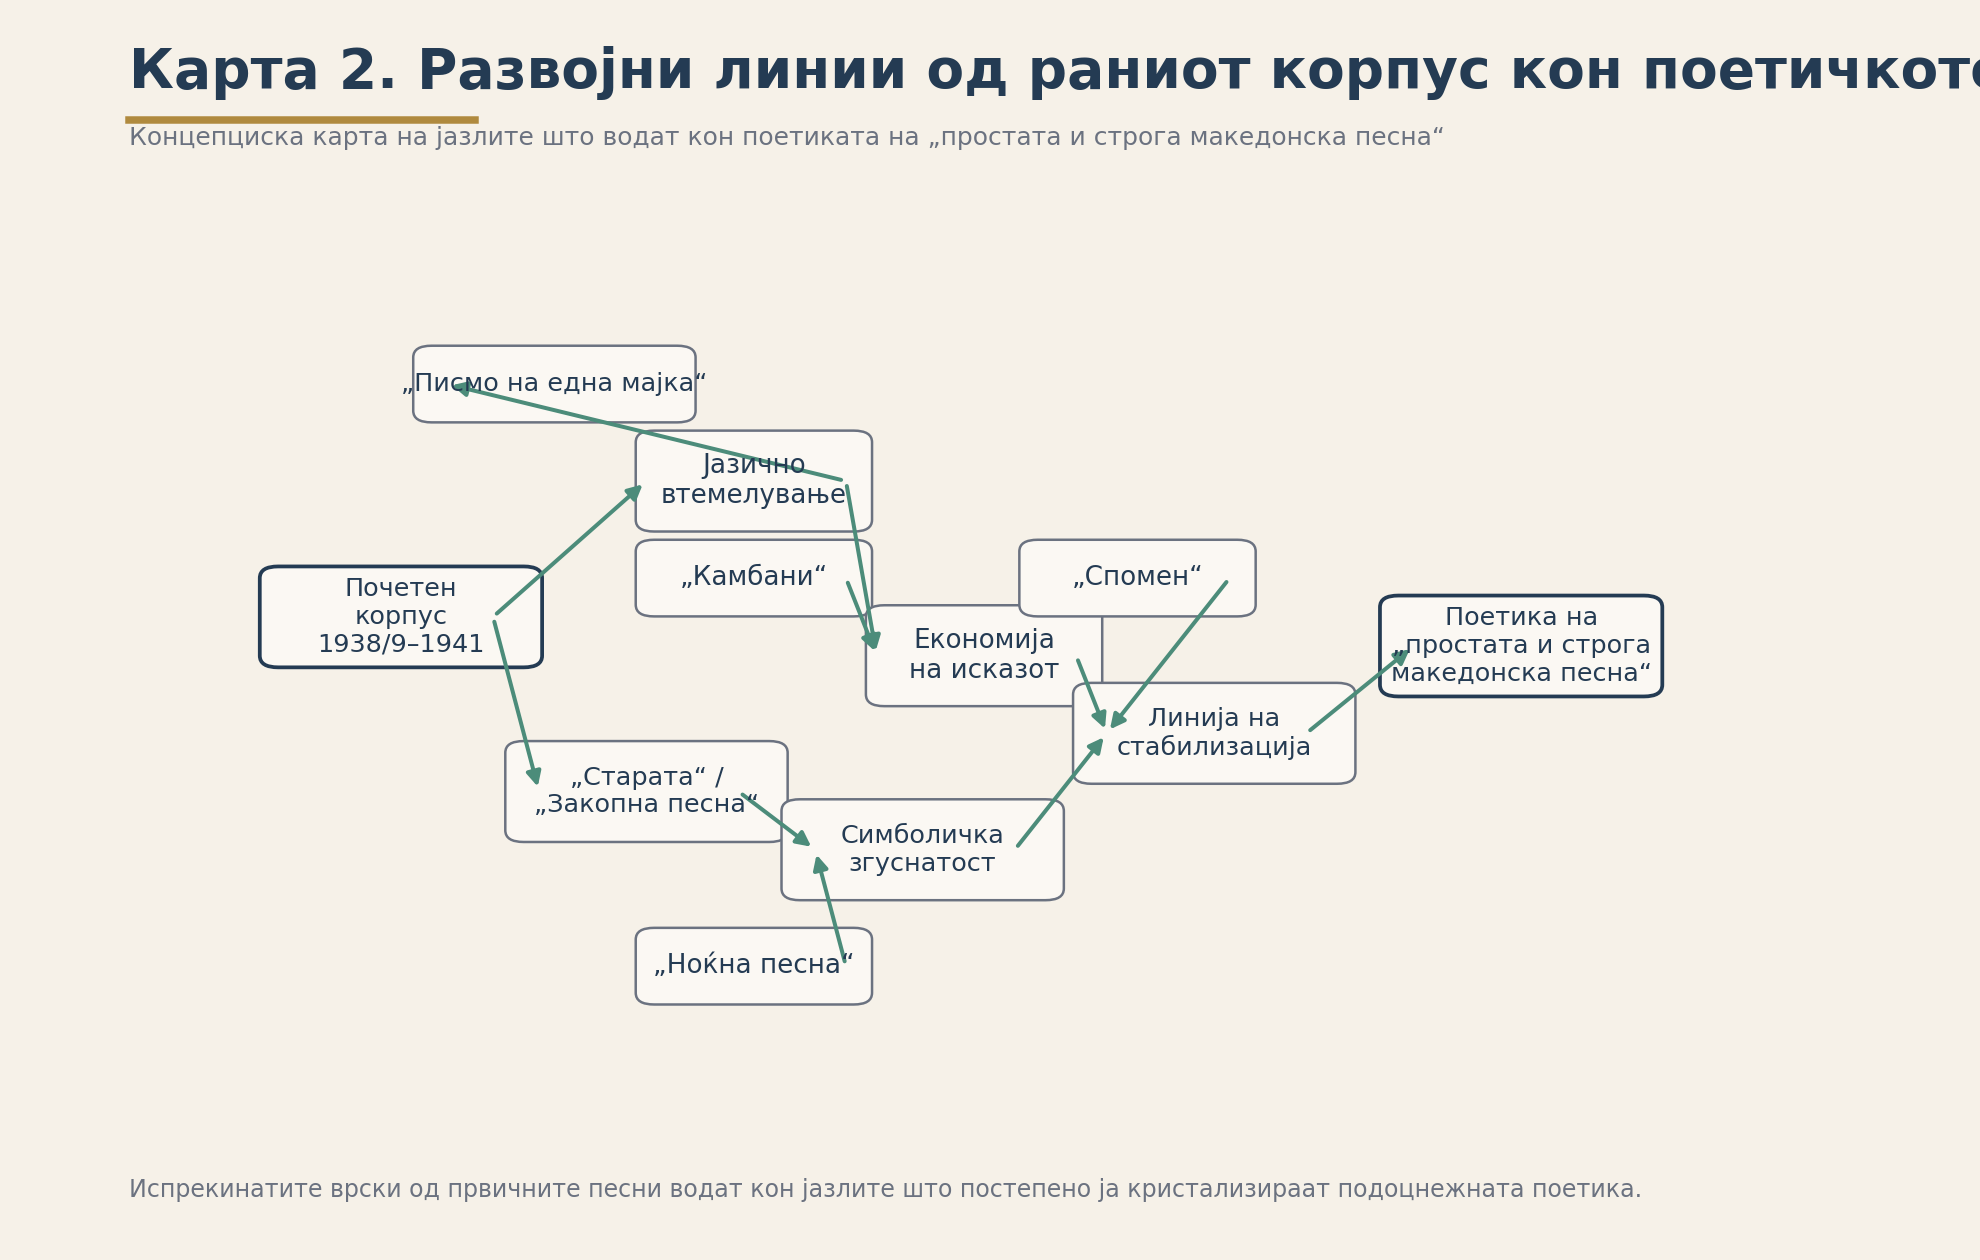 Карта 2. Развојни линии од раниот корпус кон поетичкото
Концепциска карта на јазлите што водат кон поетиката на „простата и строга македонска песна“
„Писмо на една мајка“
Јазично
втемелување
„Камбани“
„Спомен“
Почетен
корпус
1938/9–1941
Економија
на исказот
Поетика на
„простата и строга
македонска песна“
Линија на
стабилизација
„Старата“ /
„Закопна песна“
Симболичка
згуснатост
„Ноќна песна“
Испрекинатите врски од првичните песни водат кон јазлите што постепено ја кристализираат подоцнежната поетика.